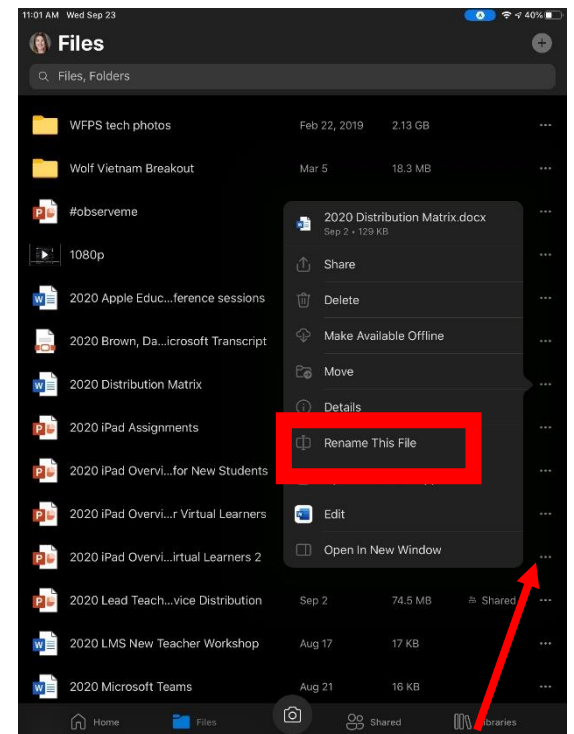 11:01 AM Wed Sep 23 40%
Files
Files, Folders
WFPS tech photos Feb 22, 2019 2.13 GB
Wolf Vietnam Breakout Mar 5 18.3 MB
#observeme
2020 Distribution Matrix.docx
Sep 2 • 129 KB
1080p
Share
2020 Apple Educ...ference sessions
Delete
2020 Brown, Da...icrosoft Transcript
Make Available Offline
Move
2020 Distribution Matrix
Details
2020 iPad Assignments
Rename This File
2020 iPad Overvi...for New Students
2020 iPad Overvi...r Virtual Learners
Edit
2020 iPad Overvi...irtual Learners 2
Open In New Window
2020 Lead Teach...vice Distribution Sep 2 74.5 MB Shared
2020 LMS New Teacher Workshop Aug 17 17 KB
2020 Microsoft Teams Aug 21 16 KB
Home Files Shared Libraries